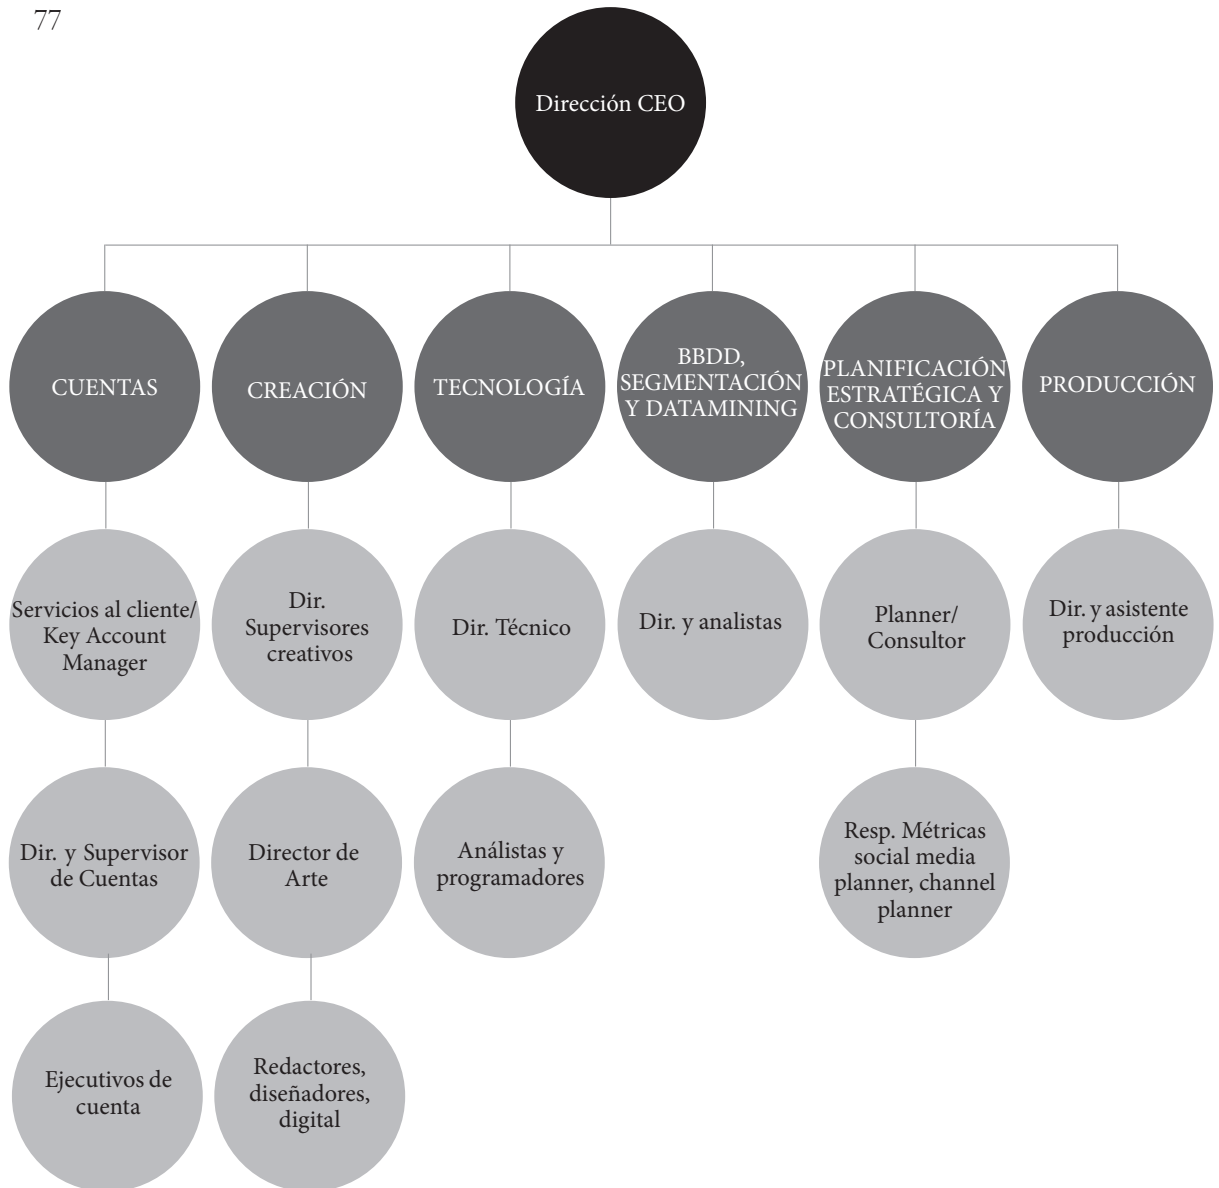 77
Dirección CEO
CUENTAS
CREACIÓN
TECNOLOGÍA
BBDD,
SEGMENTACIÓN
Y DATAMINING
PLANIFICACIÓN
ESTRATÉGICA Y
CONSULTORÍA
PRODUCCIÓN
Servicios al cliente/
Key Account
Manager
Dir.
Supervisores
creativos
Dir. Técnico
Dir. y analistas
Planner/
Consultor
Dir. y asistente
producción
Dir. y Supervisor
de Cuentas
Director de
Arte
Análistas y
programadores
Resp. Métricas
social media
planner, channel
planner
Ejecutivos de
cuenta
Redactores,
diseñadores,
digital